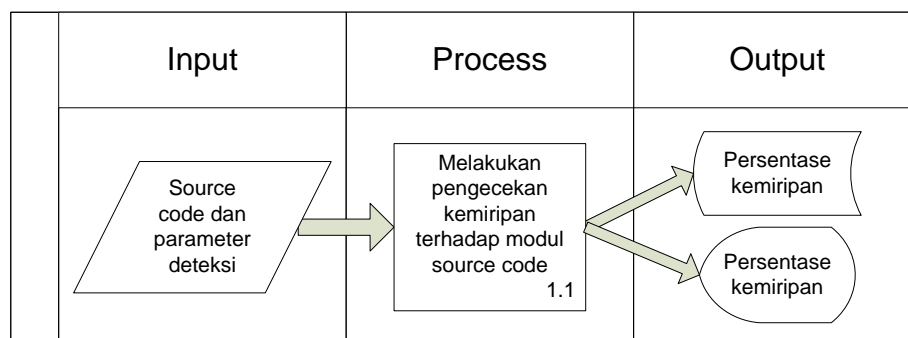 Input
Process
Output
Source
code dan
parameter
deteksi
Melakukan
pengecekan
kemiripan
terhadap modul
source code
1.1
Persentase
kemiripan
Persentase
kemiripan